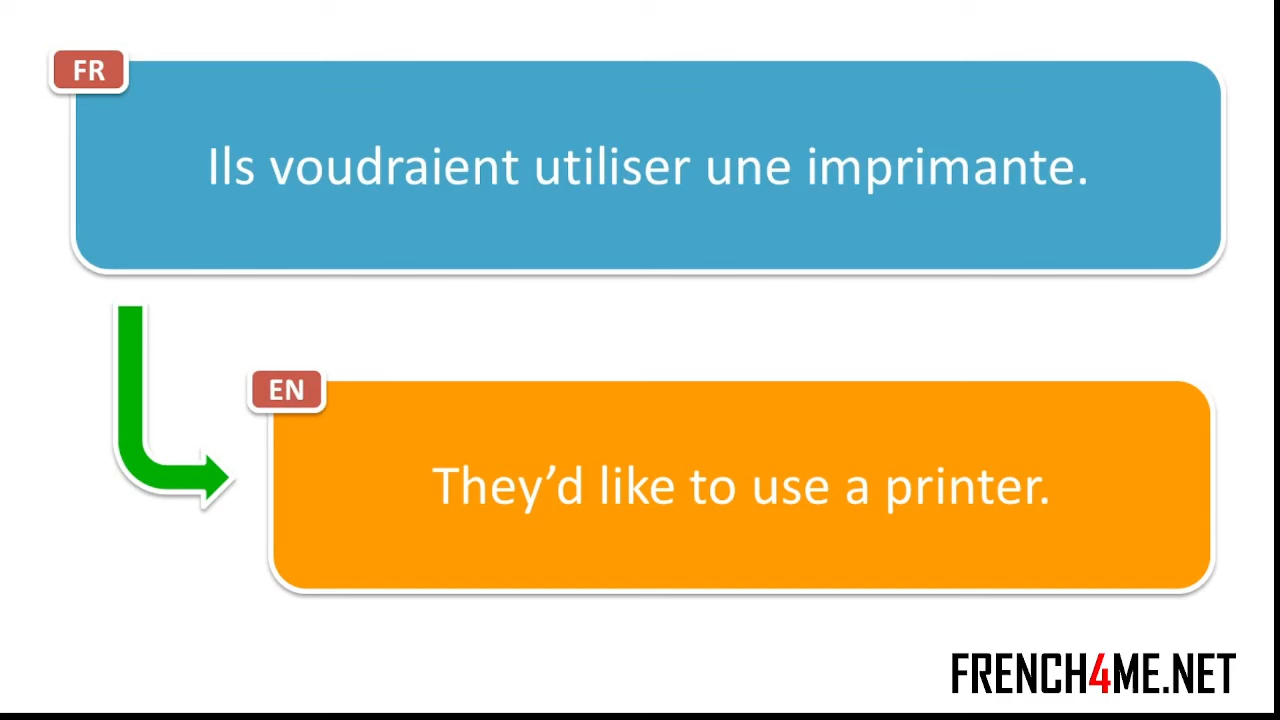 FR
Ils voudraient utiliser une imprimante.
EN
They’d like to use a printer.
FRENCH4ME.NET